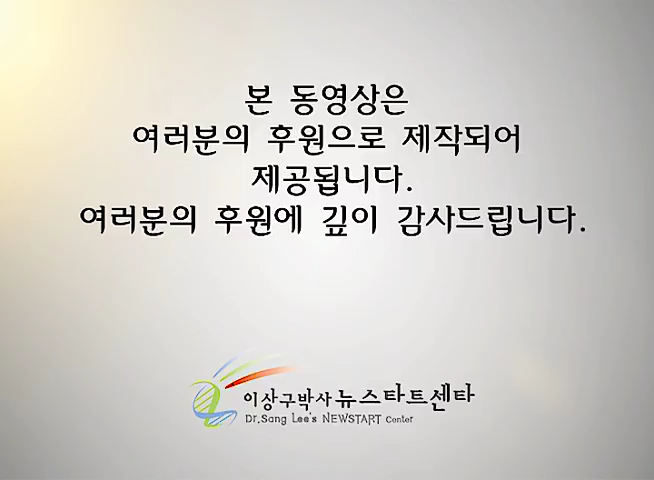 본 동영상은
여러분의 후원으로 제작되어
제공됩니다.
여러분의 후원에 깊이 감사드립니다.
이상구박사 뉴스타트센타
Dr.Sang Lee's NEWSTART Center